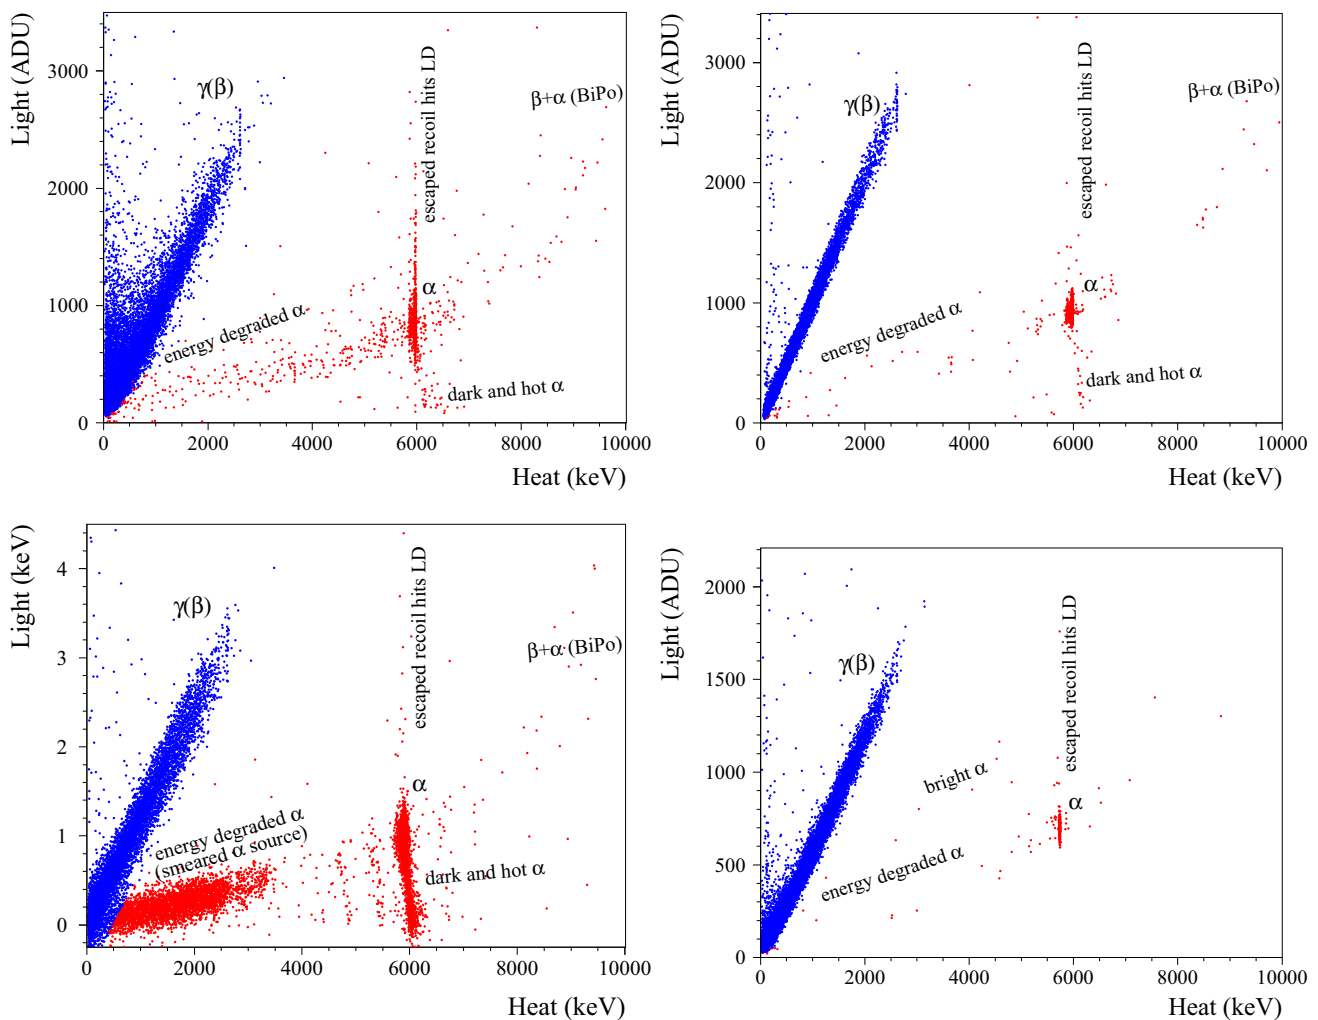 Light (ADU)
3000
2000
1000
0
γ(β)
escaped recoil hits LD
β+α (BiPo)
α
energy degraded α
dark and hot α
0
2000
4000
6000
8000
10000
Heat (keV)
Light (ADU)
3000
2000
1000
0
γ(β)
escaped recoil hits LD
β+α (BiPo)
α
energy degraded α
dark and hot α
0
2000
4000
6000
8000
10000
Heat (keV)
Light (keV)
4
3
2
1
0
γ(β)
escaped recoil hits LD
β+α (BiPo)
α
energy degraded α
(smeared α source)
dark and hot α
0
2000
4000
6000
8000
10000
Heat (keV)
Light (ADU)
2000
1500
1000
500
0
γ(β)
escaped recoil hits LD
bright α
α
energy degraded α
0
2000
4000
6000
8000
10000
Heat (keV)